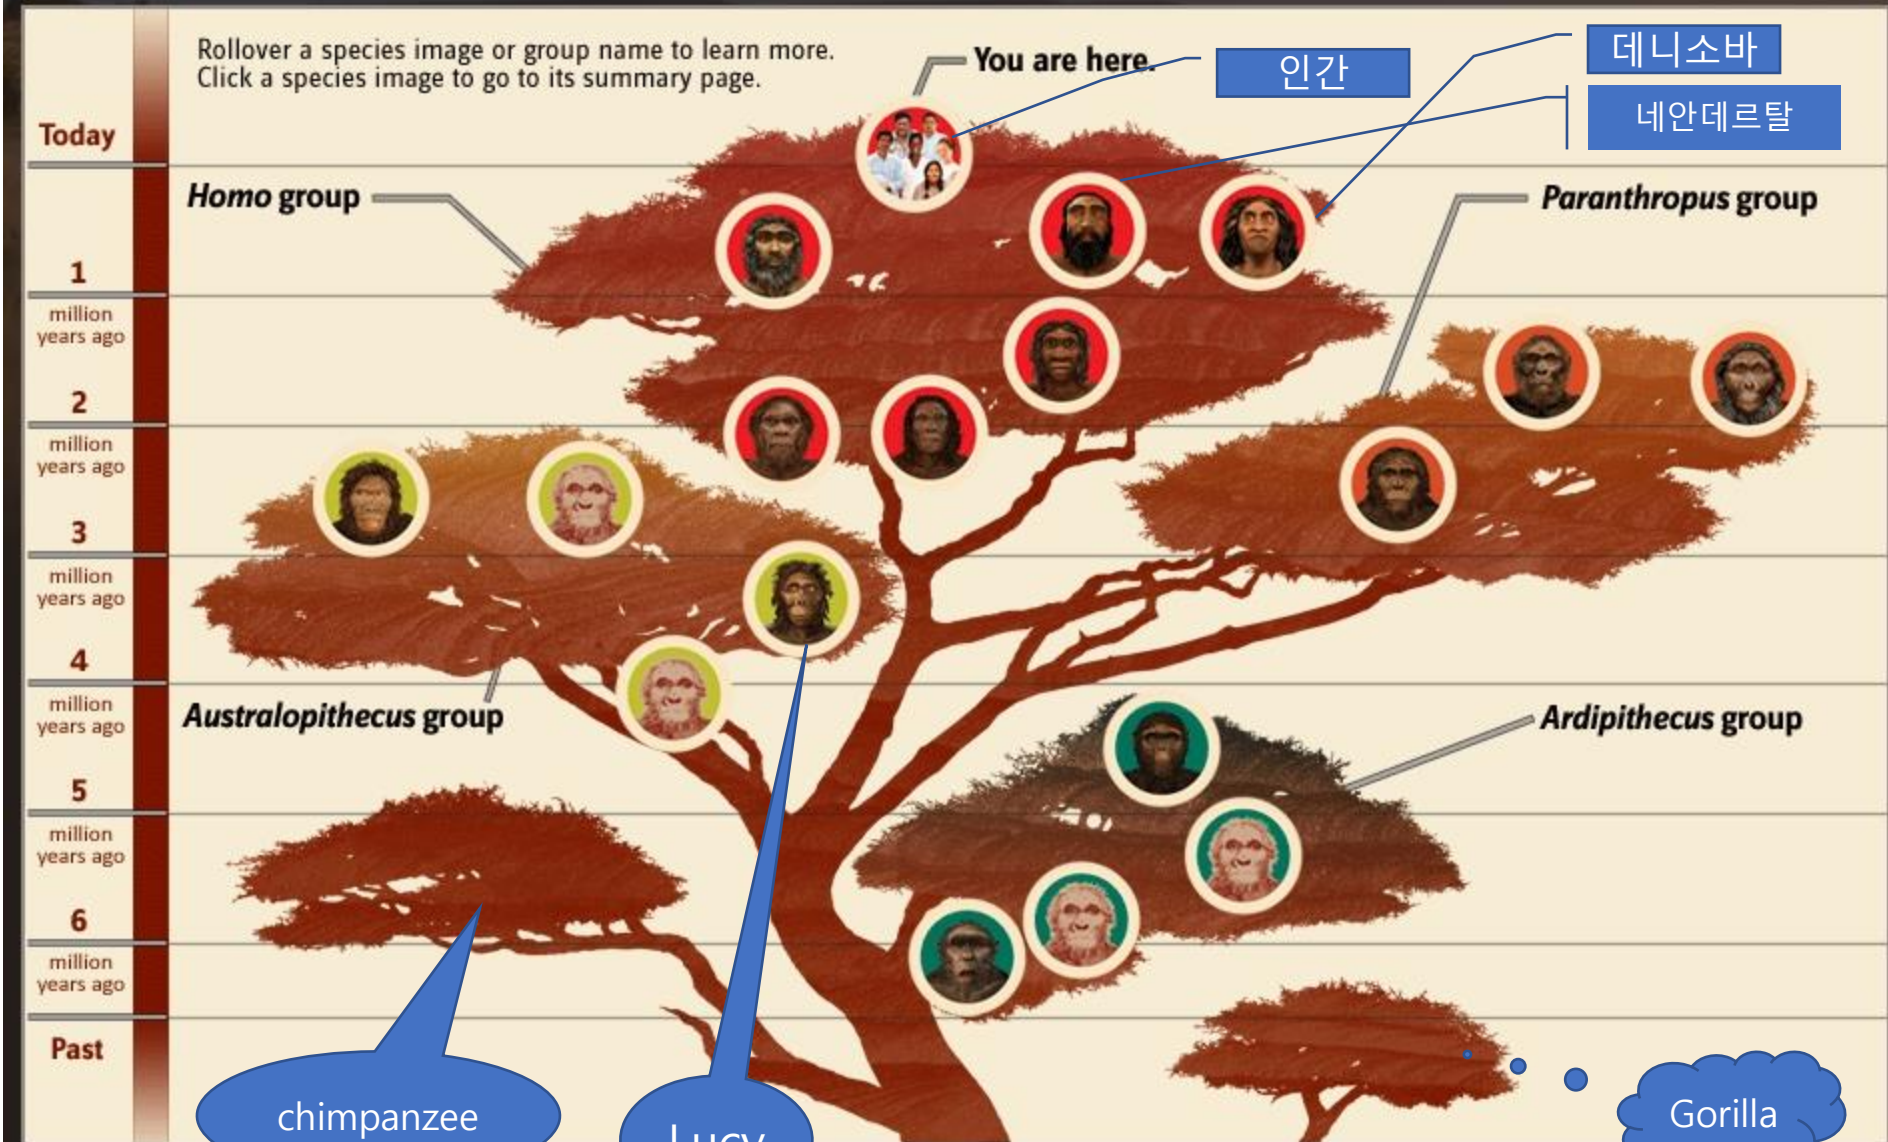 Rollover a species image or group name to learn more.
Click a species image to go to its summary page.
You are here.
인간
데니소바
네안데르탈
Today
Homo group
Paranthropus group
1
million
years ago
2
million
years ago
3
million
years ago
4
million
years ago
Australopithecus group
Ardipithecus group
5
million
years ago
6
million
years ago
Past
chimpanzee
Lucy
Gorilla